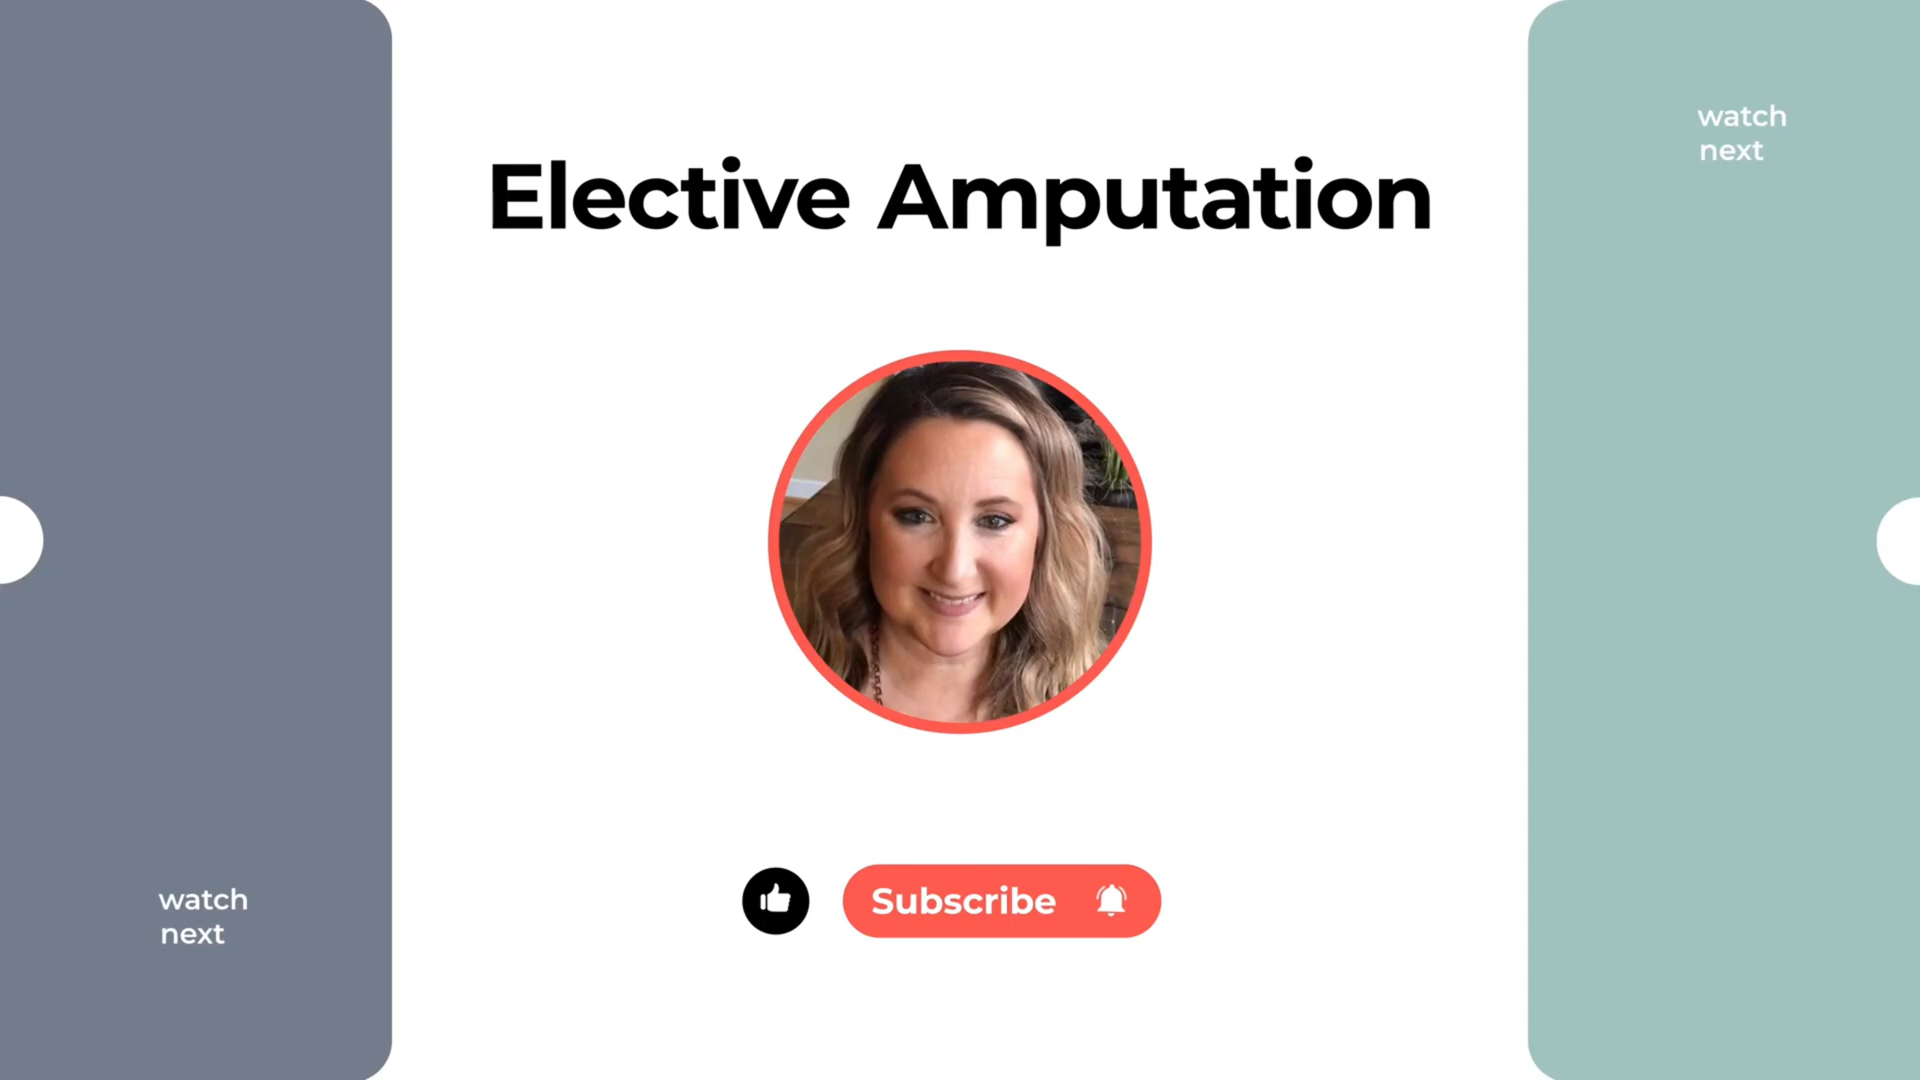 Elective Amputation
watch
next
Subscribe
watch
next